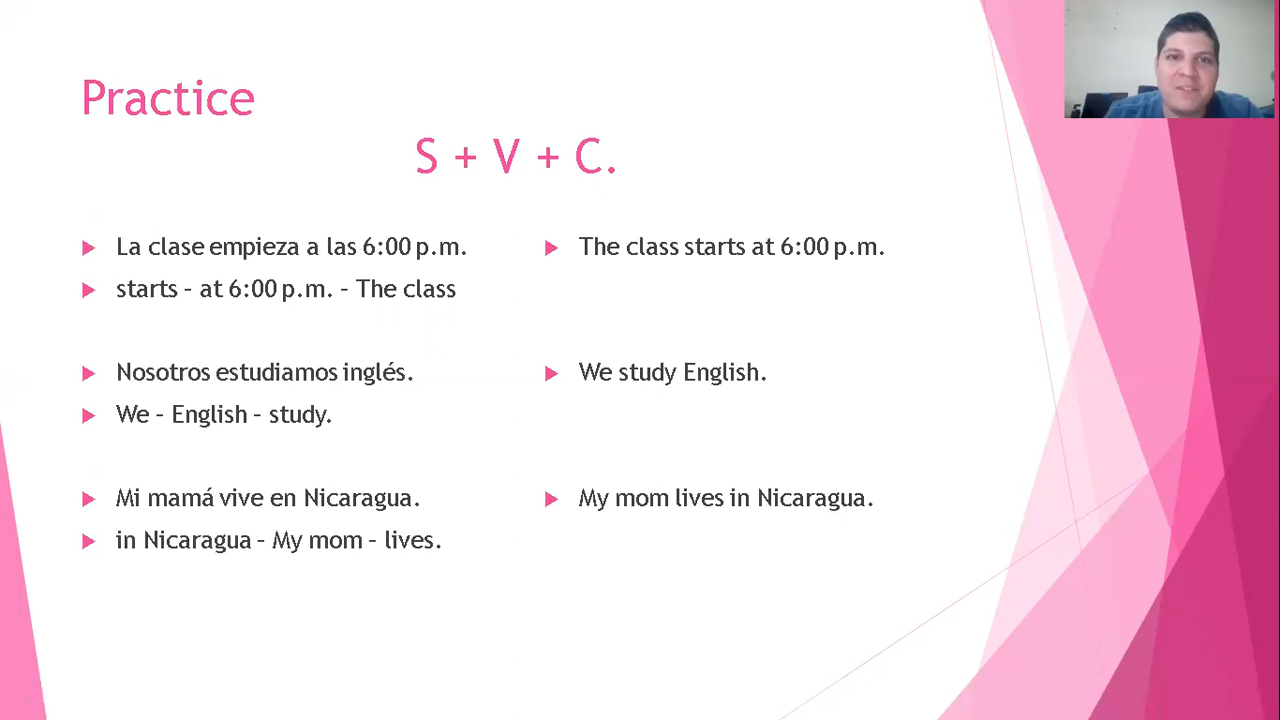 Practice
S + V + C.
La clase empieza a las 6:00 p.m.
starts – at 6:00 p.m. – The class
Nosotros estudiamos inglés.
We – English – study.
Mi mamá vive en Nicaragua.
in Nicaragua – My mom – lives.
The class starts at 6:00 p.m.
We study English.
My mom lives in Nicaragua.